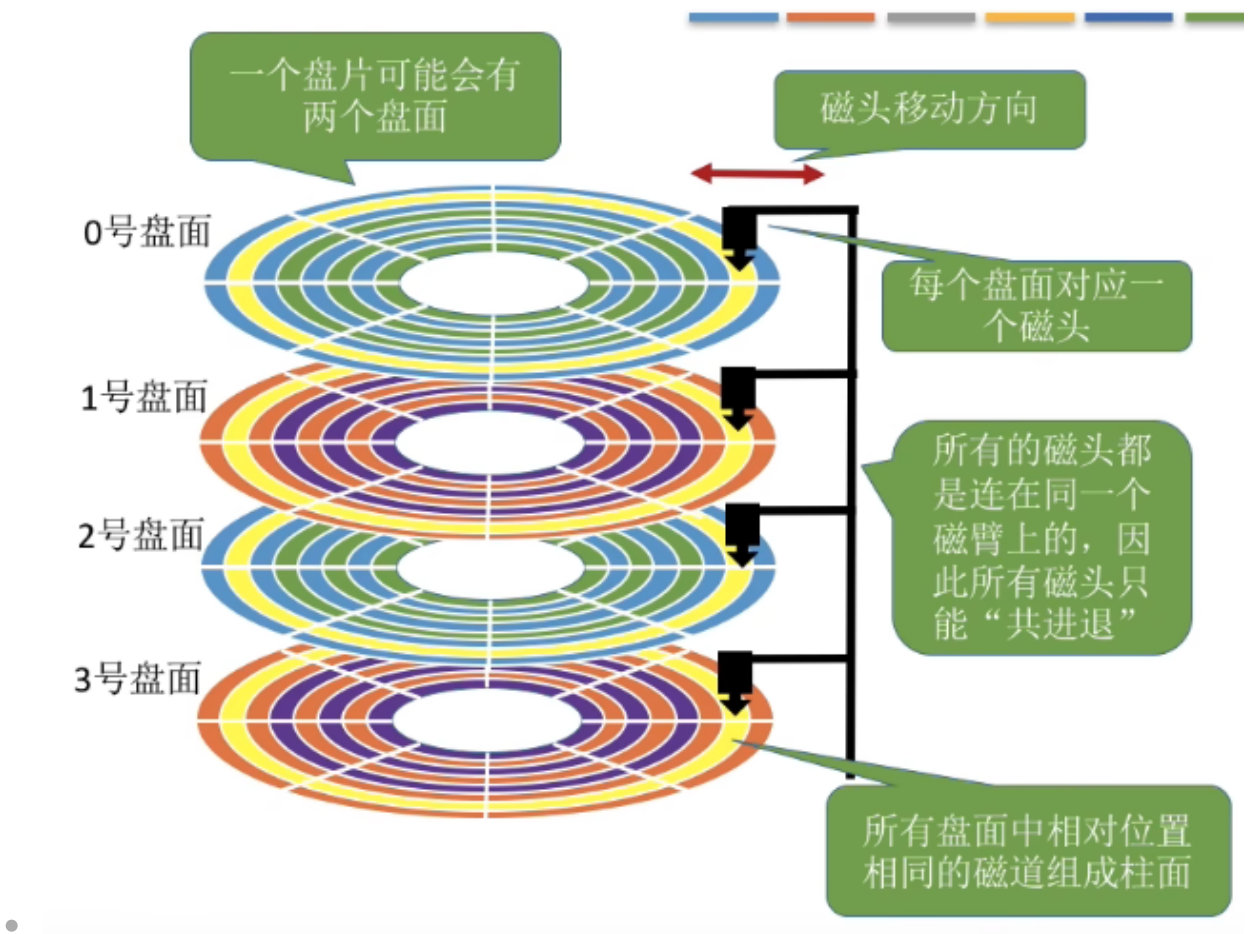 一个盘片可能会有
两个盘面
磁头移动方向
0号盘面
每个盘面对应一
个磁头
1号盘面
所有的磁头都
是连在同一个
磁臂上的，因
此所有磁头只
能“共进退”
2号盘面
3号盘面
所有盘面中相对位置
相同的磁道组成柱面